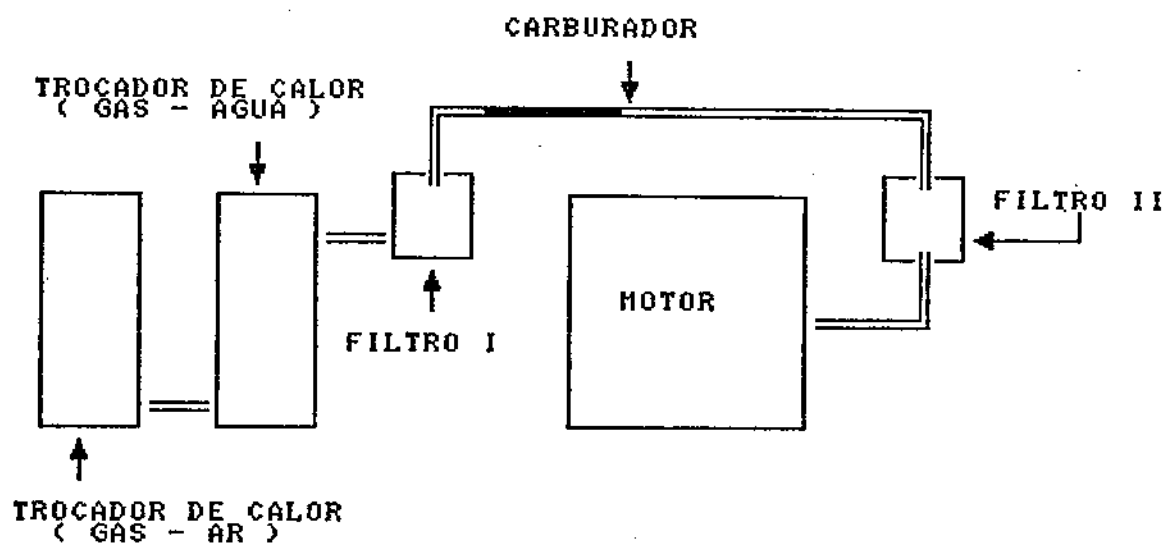 CARBURADOR
TROCADOR DE CALOR
( GAS - AGUA )
FILTRO II
MOTOR
FILTRO I
TROCADOR DE CALOR
( GAS - AR )